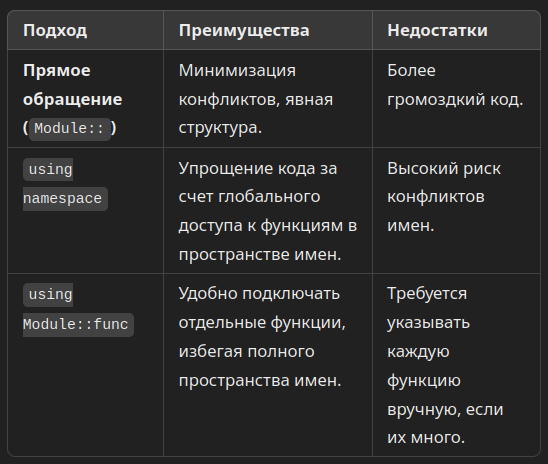 Подход
Преимущества
Недостатки
Прямое
обращение
(Module::)
Минимизация
конфликтов, явная
структура.
Более
громоздкий код.
using
namespace
Упрощение кода за
счет глобального
доступа к функциям в
пространстве имен.
Высокий риск
конфликтов
имен.
using
Module::func
Удобно подключать
отдельные функции,
избегая полного
пространства имен.
Требуется
указывать
каждую
функцию
вручную, если
их много.